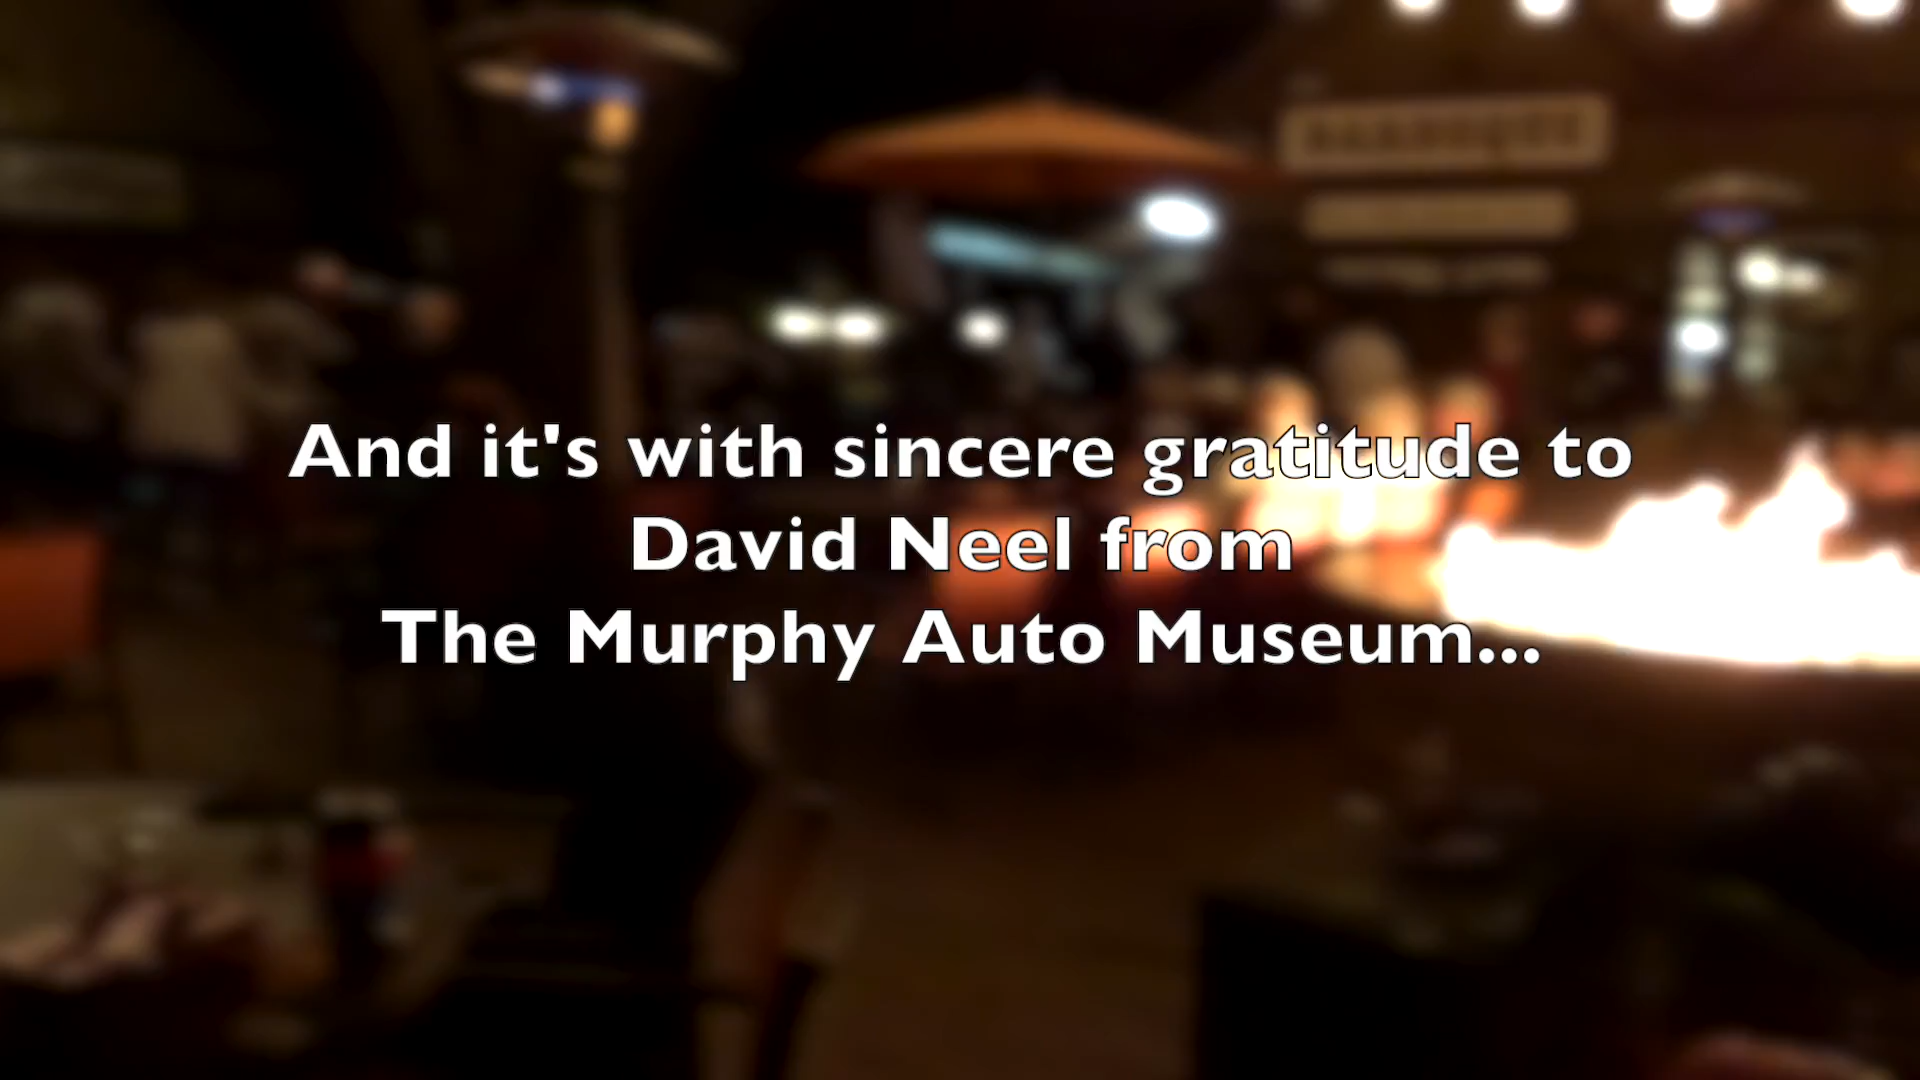 And it's with sincere gratitude to
David Neel from
The Murphy Auto Museum...